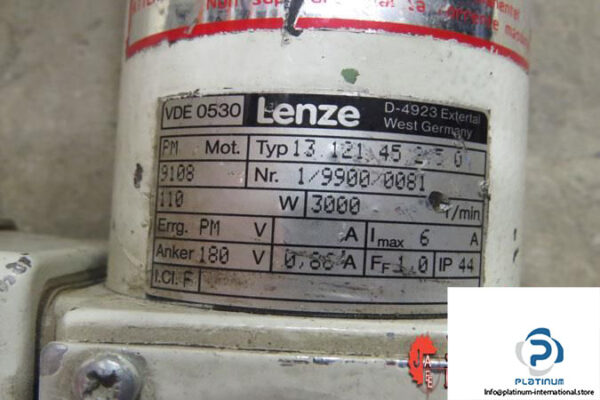 VDE 0530 Lenze D-4923 Extertal
West Germany
PM Mot. Typ 13 121 45 2 5 0
9108 Nr. 1/9900/0081
110 W 3000 r/min
Errg. PM V A Imax 6 A
Anker 180 V 0,86 A FF 1.0 IP 44
I.Cl. F
PLATINUM
Info@platinum-international.store